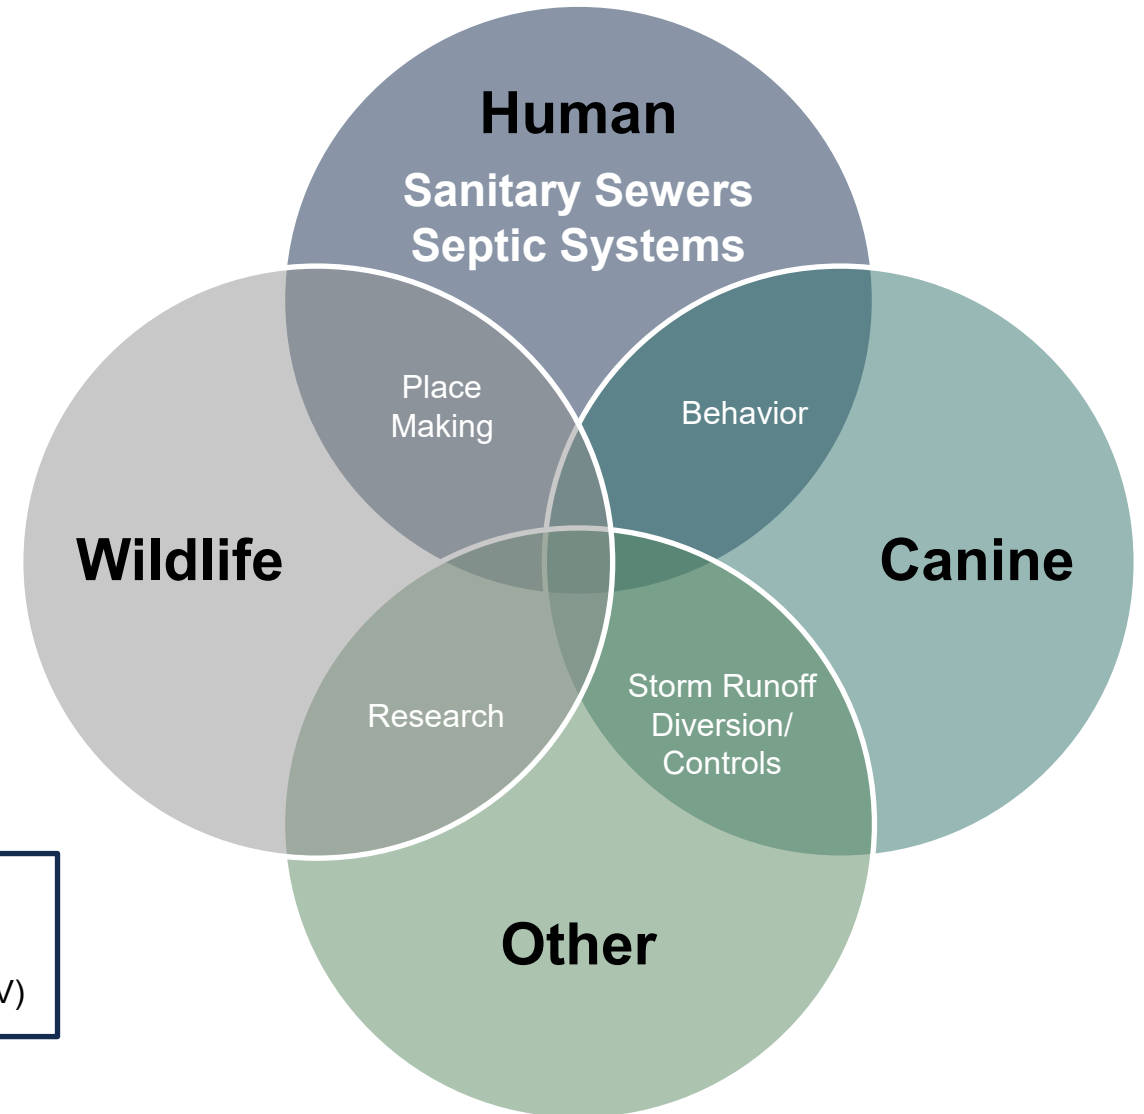 Human
Sanitary Sewers
Septic Systems
Place
Making
Behavior
Wildlife
Canine
Research
Storm Runoff
Diversion/
Controls
Other
V)